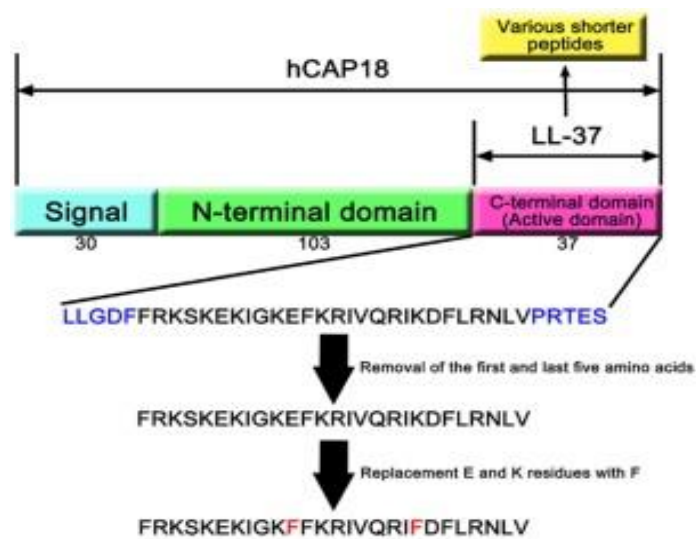 Various shorter
peptides
hCAP18
LL-37
Signal
N-terminal domain
C-terminal domain
(Active domain)
30
103
37
LLGDFFRKSKEKIGKEFKRIVQRIKDFLRNLVPRTES
Removal of the first and last five amino acids
FRKSKEKIGKEFKRIVQRIKDFLRNLV
Replacement E and K residues with F
FRKSKEKIGKFFKRIVQRIFDFLRNLV